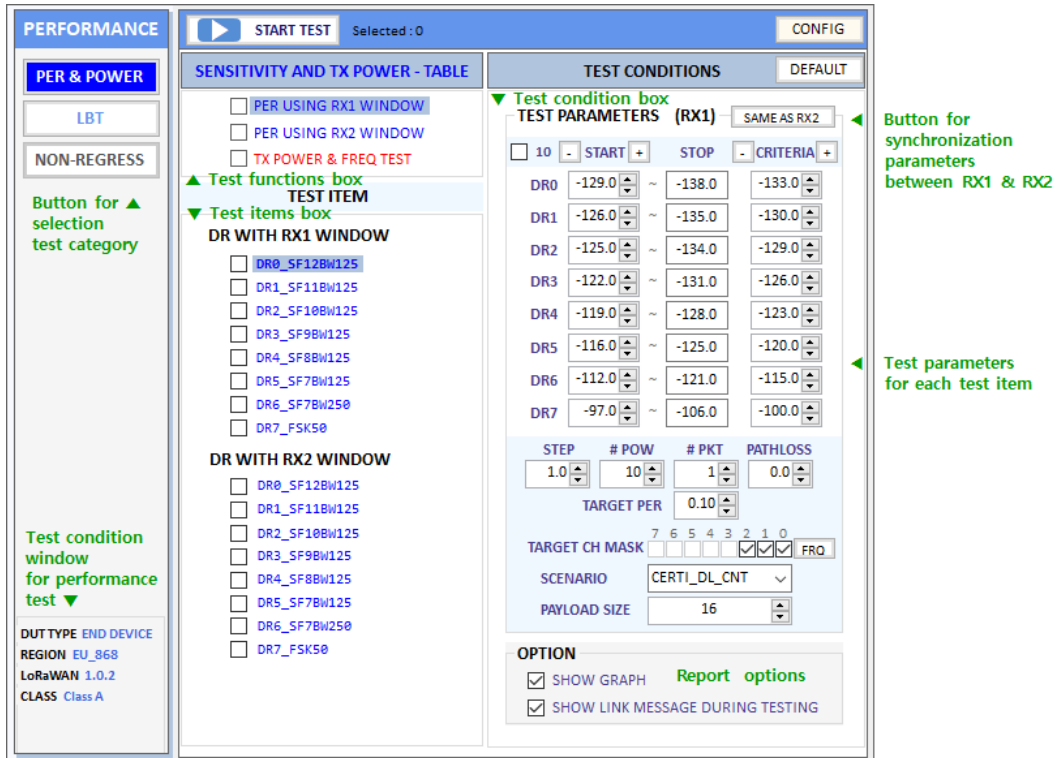 PERFORMANCE
PER & POWER
LBT
NON-REGRESS
Button for ▲
selection
test category
Test condition
window
for performance
test ▼
DUT TYPE END DEVICE
REGION EU_868
LoRaWAN 1.0.2
CLASS Class A
START TEST Selected : 0 CONFIG
SENSITIVITY AND TX POWER - TABLE
PER USING RX1 WINDOW
PER USING RX2 WINDOW
TX POWER & FREQ TEST
▲ Test functions box
TEST ITEM
▼ Test items box
DR WITH RX1 WINDOW
DR0_SF12BW125
DR1_SF11BW125
DR2_SF10BW125
DR3_SF9BW125
DR4_SF8BW125
DR5_SF7BW125
DR6_SF7BW250
DR7_FSK50
DR WITH RX2 WINDOW
DR0_SF12BW125
DR1_SF11BW125
DR2_SF10BW125
DR3_SF9BW125
DR4_SF8BW125
DR5_SF7BW125
DR6_SF7BW250
DR7_FSK50
TEST CONDITIONS DEFAULT
▼ Test condition box
TEST PARAMETERS (RX1) SAME AS RX2
10 - START + STOP - CRITERIA +
DR0 -129.0 ~ -138.0 -133.0
DR1 -126.0 ~ -135.0 -130.0
DR2 -125.0 ~ -134.0 -129.0
DR3 -122.0 ~ -131.0 -126.0
DR4 -119.0 ~ -128.0 -123.0
DR5 -116.0 ~ -125.0 -120.0
DR6 -112.0 ~ -121.0 -115.0
DR7 -97.0 ~ -106.0 -100.0
STEP # POW # PKT PATHLOSS
1.0 10 1 0.0
TARGET PER 0.10
7 6 5 4 3 2 1 0
TARGET CH MASK FRQ
SCENARIO CERTI_DL_CNT
PAYLOAD SIZE 16
OPTION
SHOW GRAPH Report options
SHOW LINK MESSAGE DURING TESTING
◀ Button for
synchronization
parameters
between RX1 & RX2
◀ Test parameters
for each test item